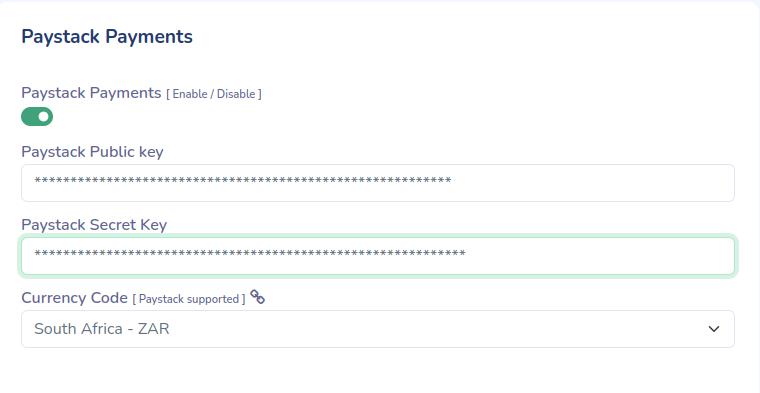 Paystack Payments
Paystack Payments [ Enable / Disable ]
Paystack Public key
**********************************************************
Paystack Secret Key
************************************************************
Currency Code [ Paystack supported ]
South Africa - ZAR